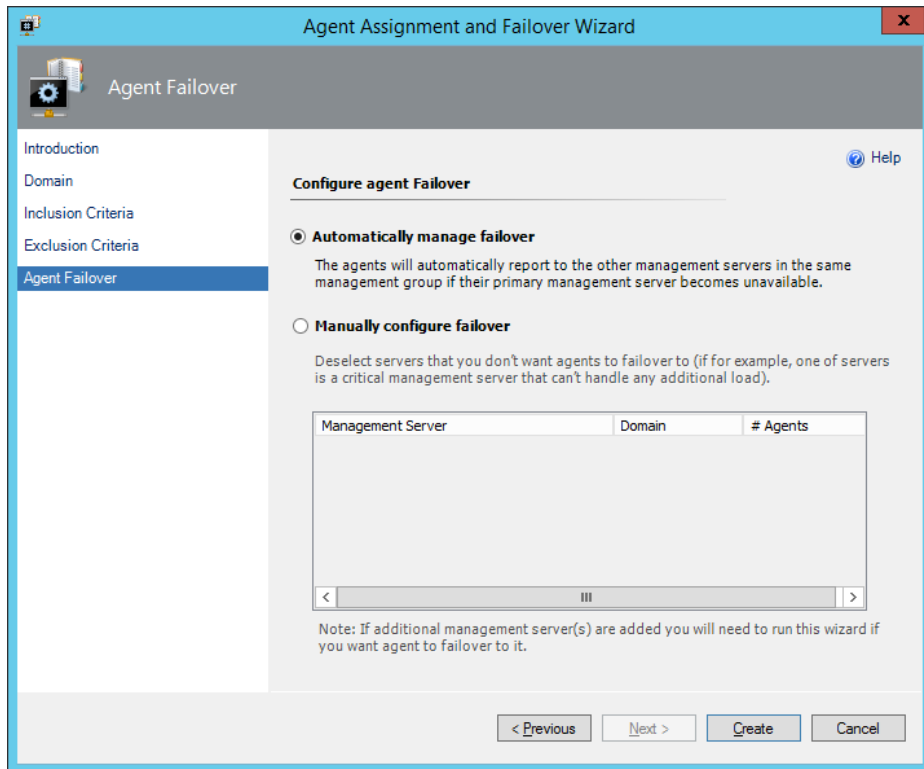 Agent Assignment and Failover Wizard
x
Agent Failover
Introduction
Domain
Inclusion Criteria
Exclusion Criteria
Agent Failover
Help
Configure agent Failover
Automatically manage failover
The agents will automatically report to the other management servers in the same
management group if their primary management server becomes unavailable.
Manually configure failover
Deselect servers that you don't want agents to failover to (if for example, one of servers
is a critical management server that can't handle any additional load).
Management Server Domain # Agents
Note: If additional management server(s) are added you will need to run this wizard if
you want agent to failover to it.
< Previous Next > Create Cancel